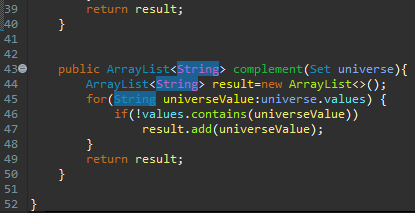 39 return result;
40 }
41
42
43 public ArrayList<String> complement(Set universe){
44 ArrayList<String> result=new ArrayList<>();
45 for(String universeValue:universe.values) {
46 if(!values.contains(universeValue))
47 result.add(universeValue);
48 }
49 return result;
50 }
51
52 }